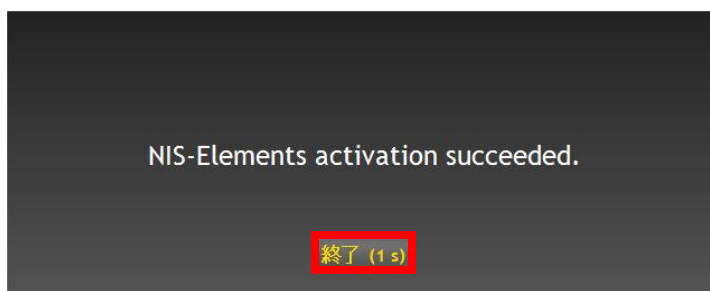 NIS-Elements activation succeeded.
終了 (1 s)